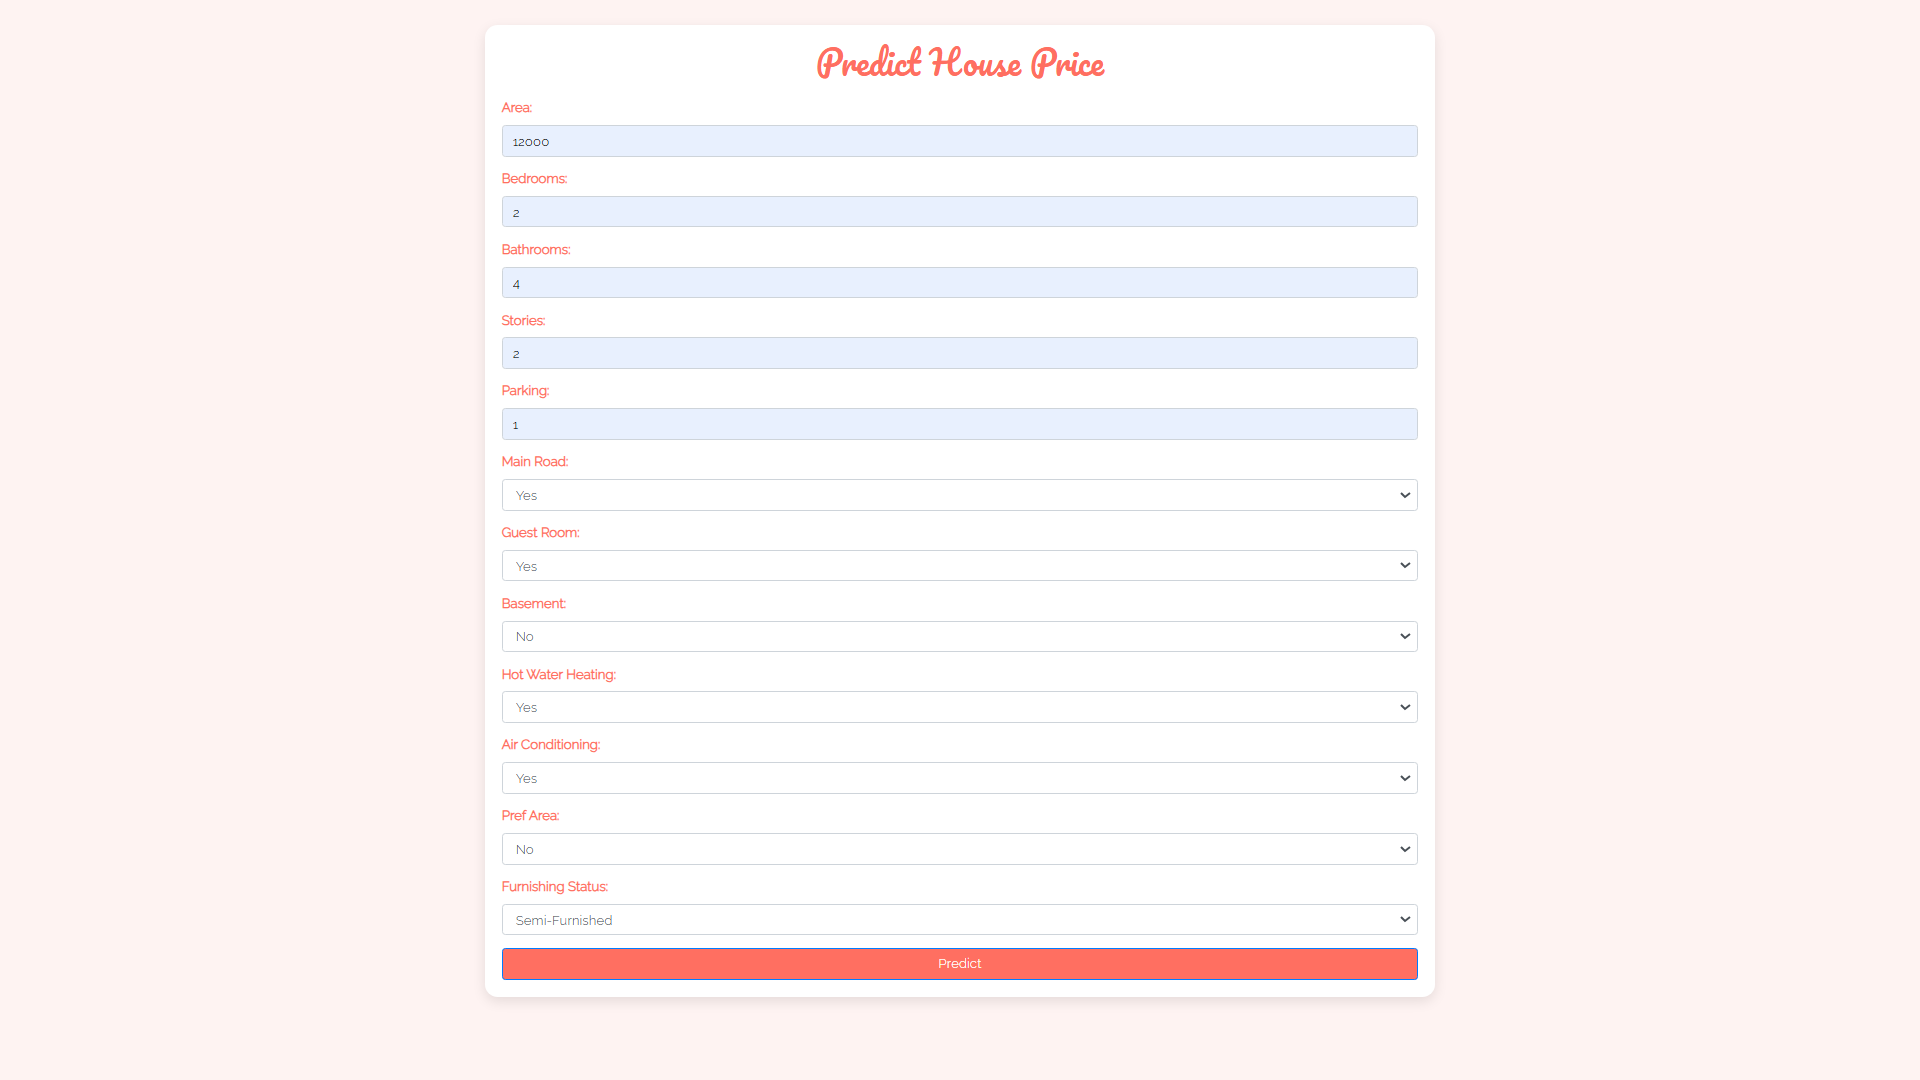 Predict House Price
Area:
12000
Bedrooms:
2
Bathrooms:
4
Stories:
2
Parking:
1
Main Road:
Yes
Guest Room:
Yes
Basement:
No
Hot Water Heating:
Yes
Air Conditioning:
Yes
Pref Area:
No
Furnishing Status:
Semi-Furnished
Predict